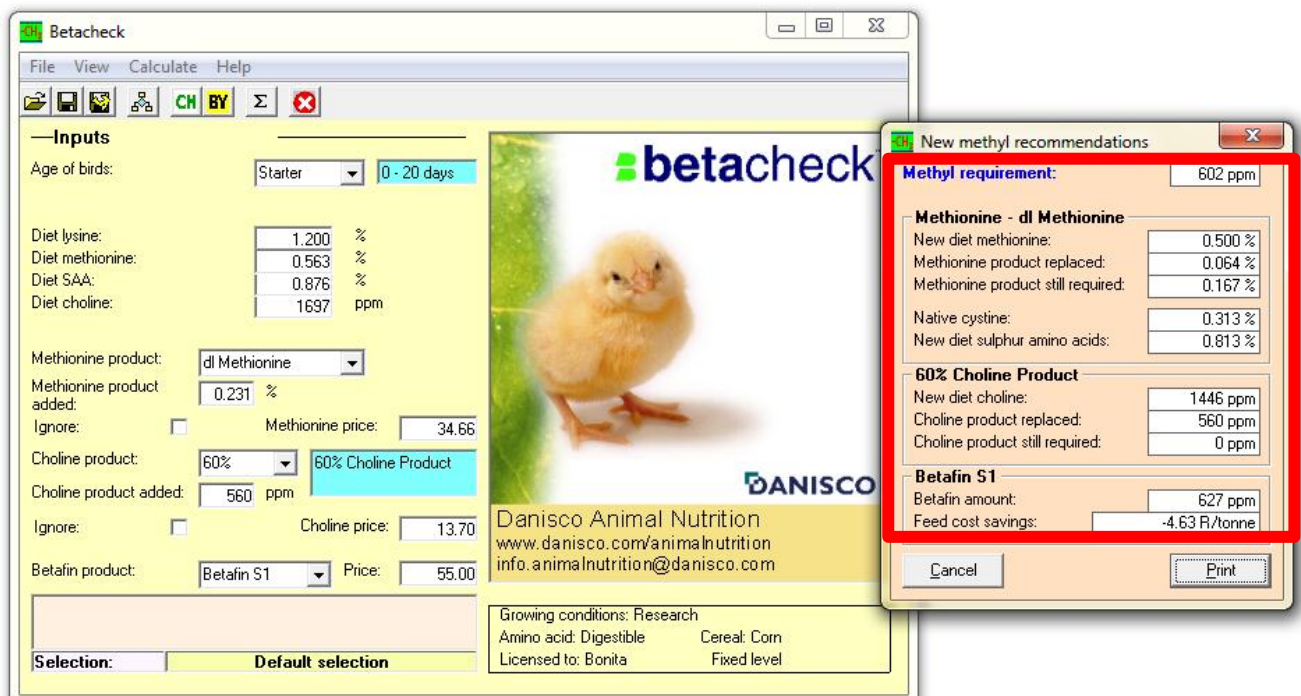 Betacheck
File View Calculate Help
CH BY Σ
Inputs
Age of birds: Starter 0 - 20 days
Diet lysine: 1.200 %
Diet methionine: 0.563 %
Diet SAA: 0.876 %
Diet choline: 1697 ppm
Methionine product: dl Methionine
Methionine product
added: 0.231 %
Ignore: Methionine price: 34.66
Choline product: 60% 60% Choline Product
Choline product added: 560 ppm
Ignore: Choline price: 13.70
Betafin product: Betafin S1 Price: 55.00
Selection: Default selection
betacheck
DANISCO
Danisco Animal Nutrition
www.danisco.com/animalnutrition
info.animalnutrition@danisco.com
Growing conditions: Research
Amino acid: Digestible Cereal: Corn
Licensed to: Bonita Fixed level
New methyl recommendations
Methyl requirement: 602 ppm
Methionine - dl Methionine
New diet methionine: 0.500 %
Methionine product replaced: 0.064 %
Methionine product still required: 0.167 %
Native cystine: 0.313 %
New diet sulphur amino acids: 0.813 %
60% Choline Product
New diet choline: 1446 ppm
Choline product replaced: 560 ppm
Choline product still required: 0 ppm
Betafin S1
Betafin amount: 627 ppm
Feed cost savings: -4.63 R/tonne
Cancel Print